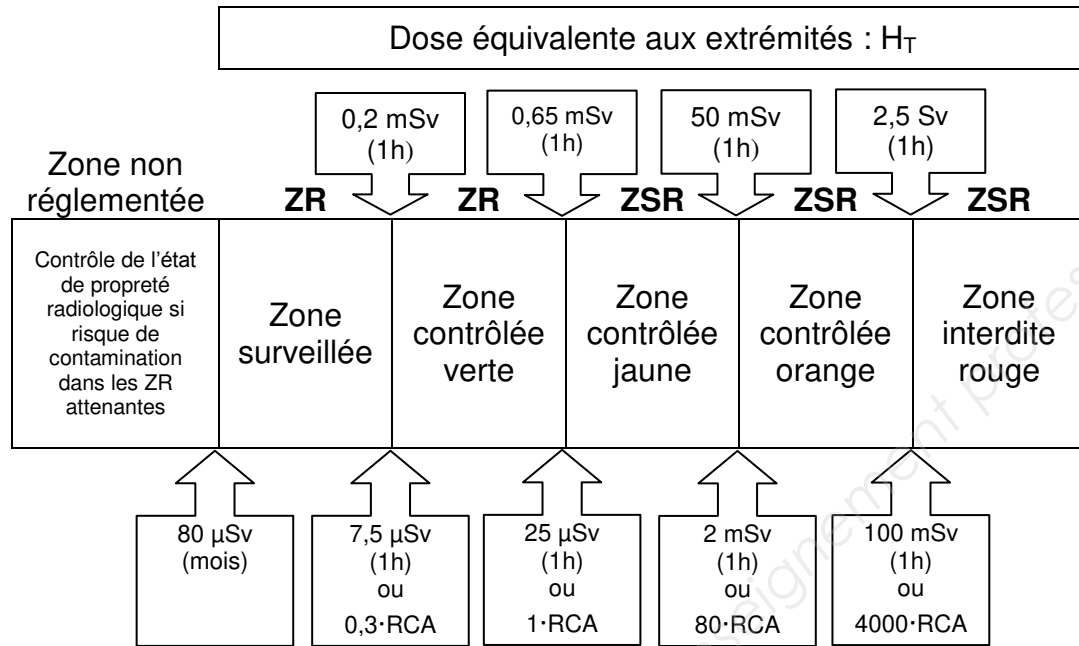 Dose équivalente aux extrémités : H_T
0,2 mSv
(1h)
0,65 mSv
(1h)
50 mSv
(1h)
2,5 Sv
(1h)
Zone non
réglementée
ZR
ZR
ZSR
ZSR
ZSR
Contrôle de l'état
de propreté
radiologique si
risque de
contamination
dans les ZR
attenantes
Zone
surveillée
Zone
contrôlée
verte
Zone
contrôlée
jaune
Zone
contrôlée
orange
Zone
interdite
rouge
80 µSv
(mois)
7,5 µSv
(1h)
ou
0,3·RCA
25 µSv
(1h)
ou
1·RCA
2 mSv
(1h)
ou
80·RCA
100 mSv
(1h)
ou
4000·RCA